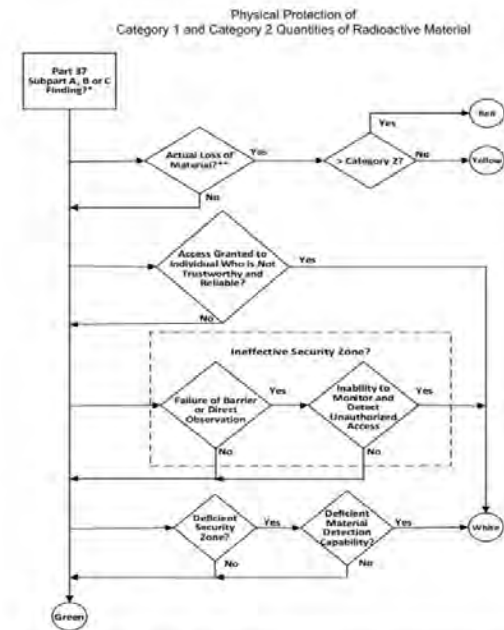 Physical Protection of
Category 1 and Category 2 Quantities of Radioactive Material
Part 37
Subpart A, B or C
Finding?*
Actual Loss of
Material?**
Yes
No
> Category 2?
Yes
Red
No
Yellow
Access Granted to
Individual Who is Not
Trustworthy and
Reliable?
Yes
No
Ineffective Security Zone?
Failure of Barrier
or Direct
Observation
Yes
No
Inability to
Monitor and
Detect
Unauthorized
Access
Yes
No
Deficient
Security
Zone?
Yes
No
Deficient
Material
Detection
Capability?
Yes
No
White
Green